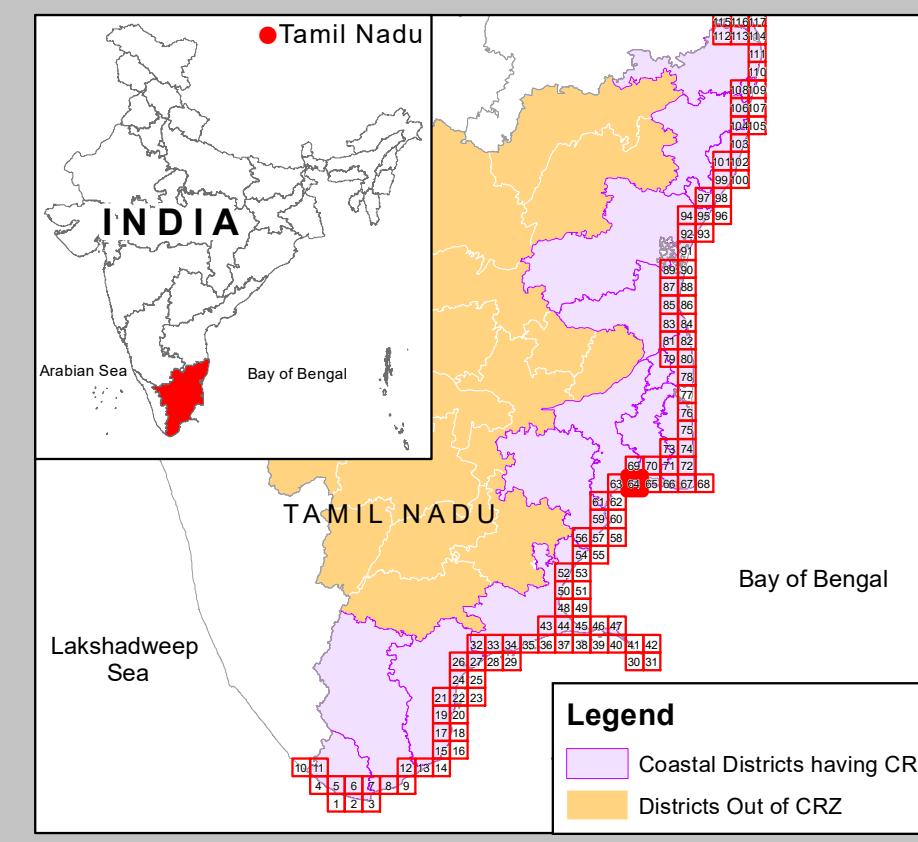 Tamil Nadu
INDIA
Arabian Sea
Bay of Bengal
115 116 117
112 113 114
111
110
108 109
106 107
104 105
103
101 102
99 100
97 98
94 95 96
92 93
91
89 90
87 88
85 86
83 84
81 82
79 80
78
77
76
75
73 74
69 70 71 72
63 64 65 66 67 68
61 62
TAMIL NADU
59 60
56 57 58
54 55
52 53
Bay of Bengal
50 51
48 49
43 44 45 46 47
Lakshadweep
Sea
32 33 34 35 36 37 38 39 40 41 42
26 27 28 29 30 31
24 25
21 22 23
19 20
17 18
15 16
10 11 12 13 14
4 5 6 7 8 9
1 2 3
Legend
Coastal Districts having CR
Districts Out of CRZ